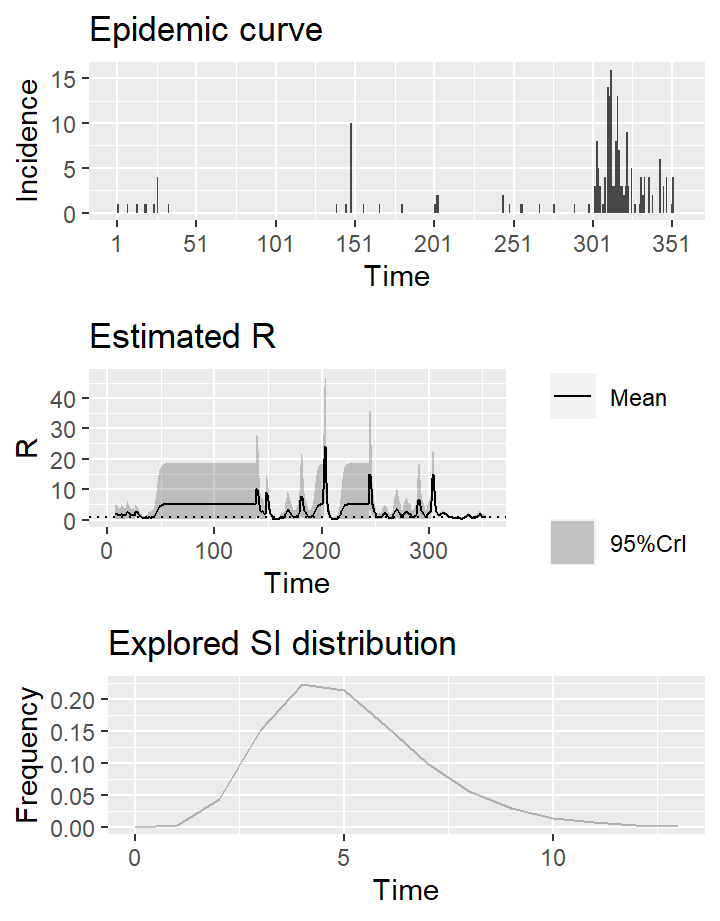 Epidemic curve
Incidence
15
10
5
0
1 51 101 151 201 251 301 351
Time
Estimated R
R
40
30
20
10
0
0 100 200 300
Time
Mean
95%CrI
Explored SI distribution
Frequency
0.20
0.15
0.10
0.05
0.00
0 5 10
Time